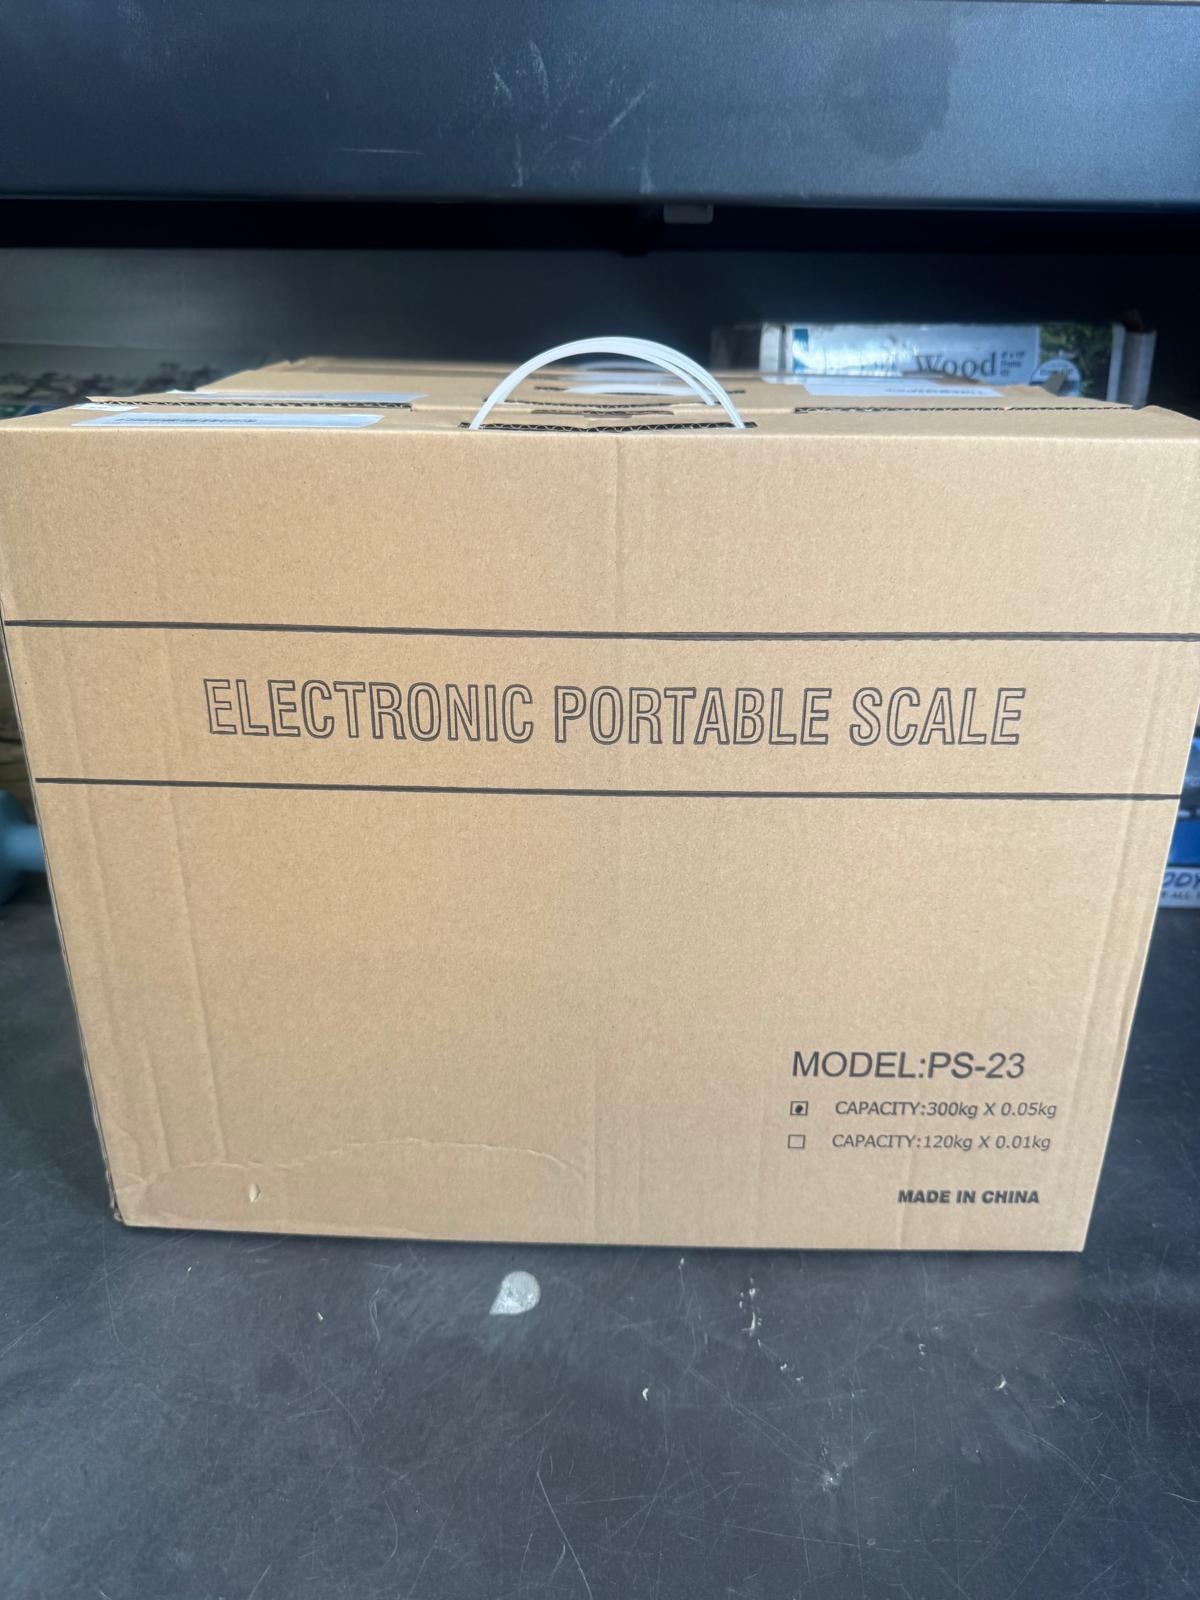 Wood
ELECTRONIC PORTABLE SCALE
MODEL:PS-23
CAPACITY:300kg X 0.05kg
CAPACITY:120kg X 0.01kg
MADE IN CHINA